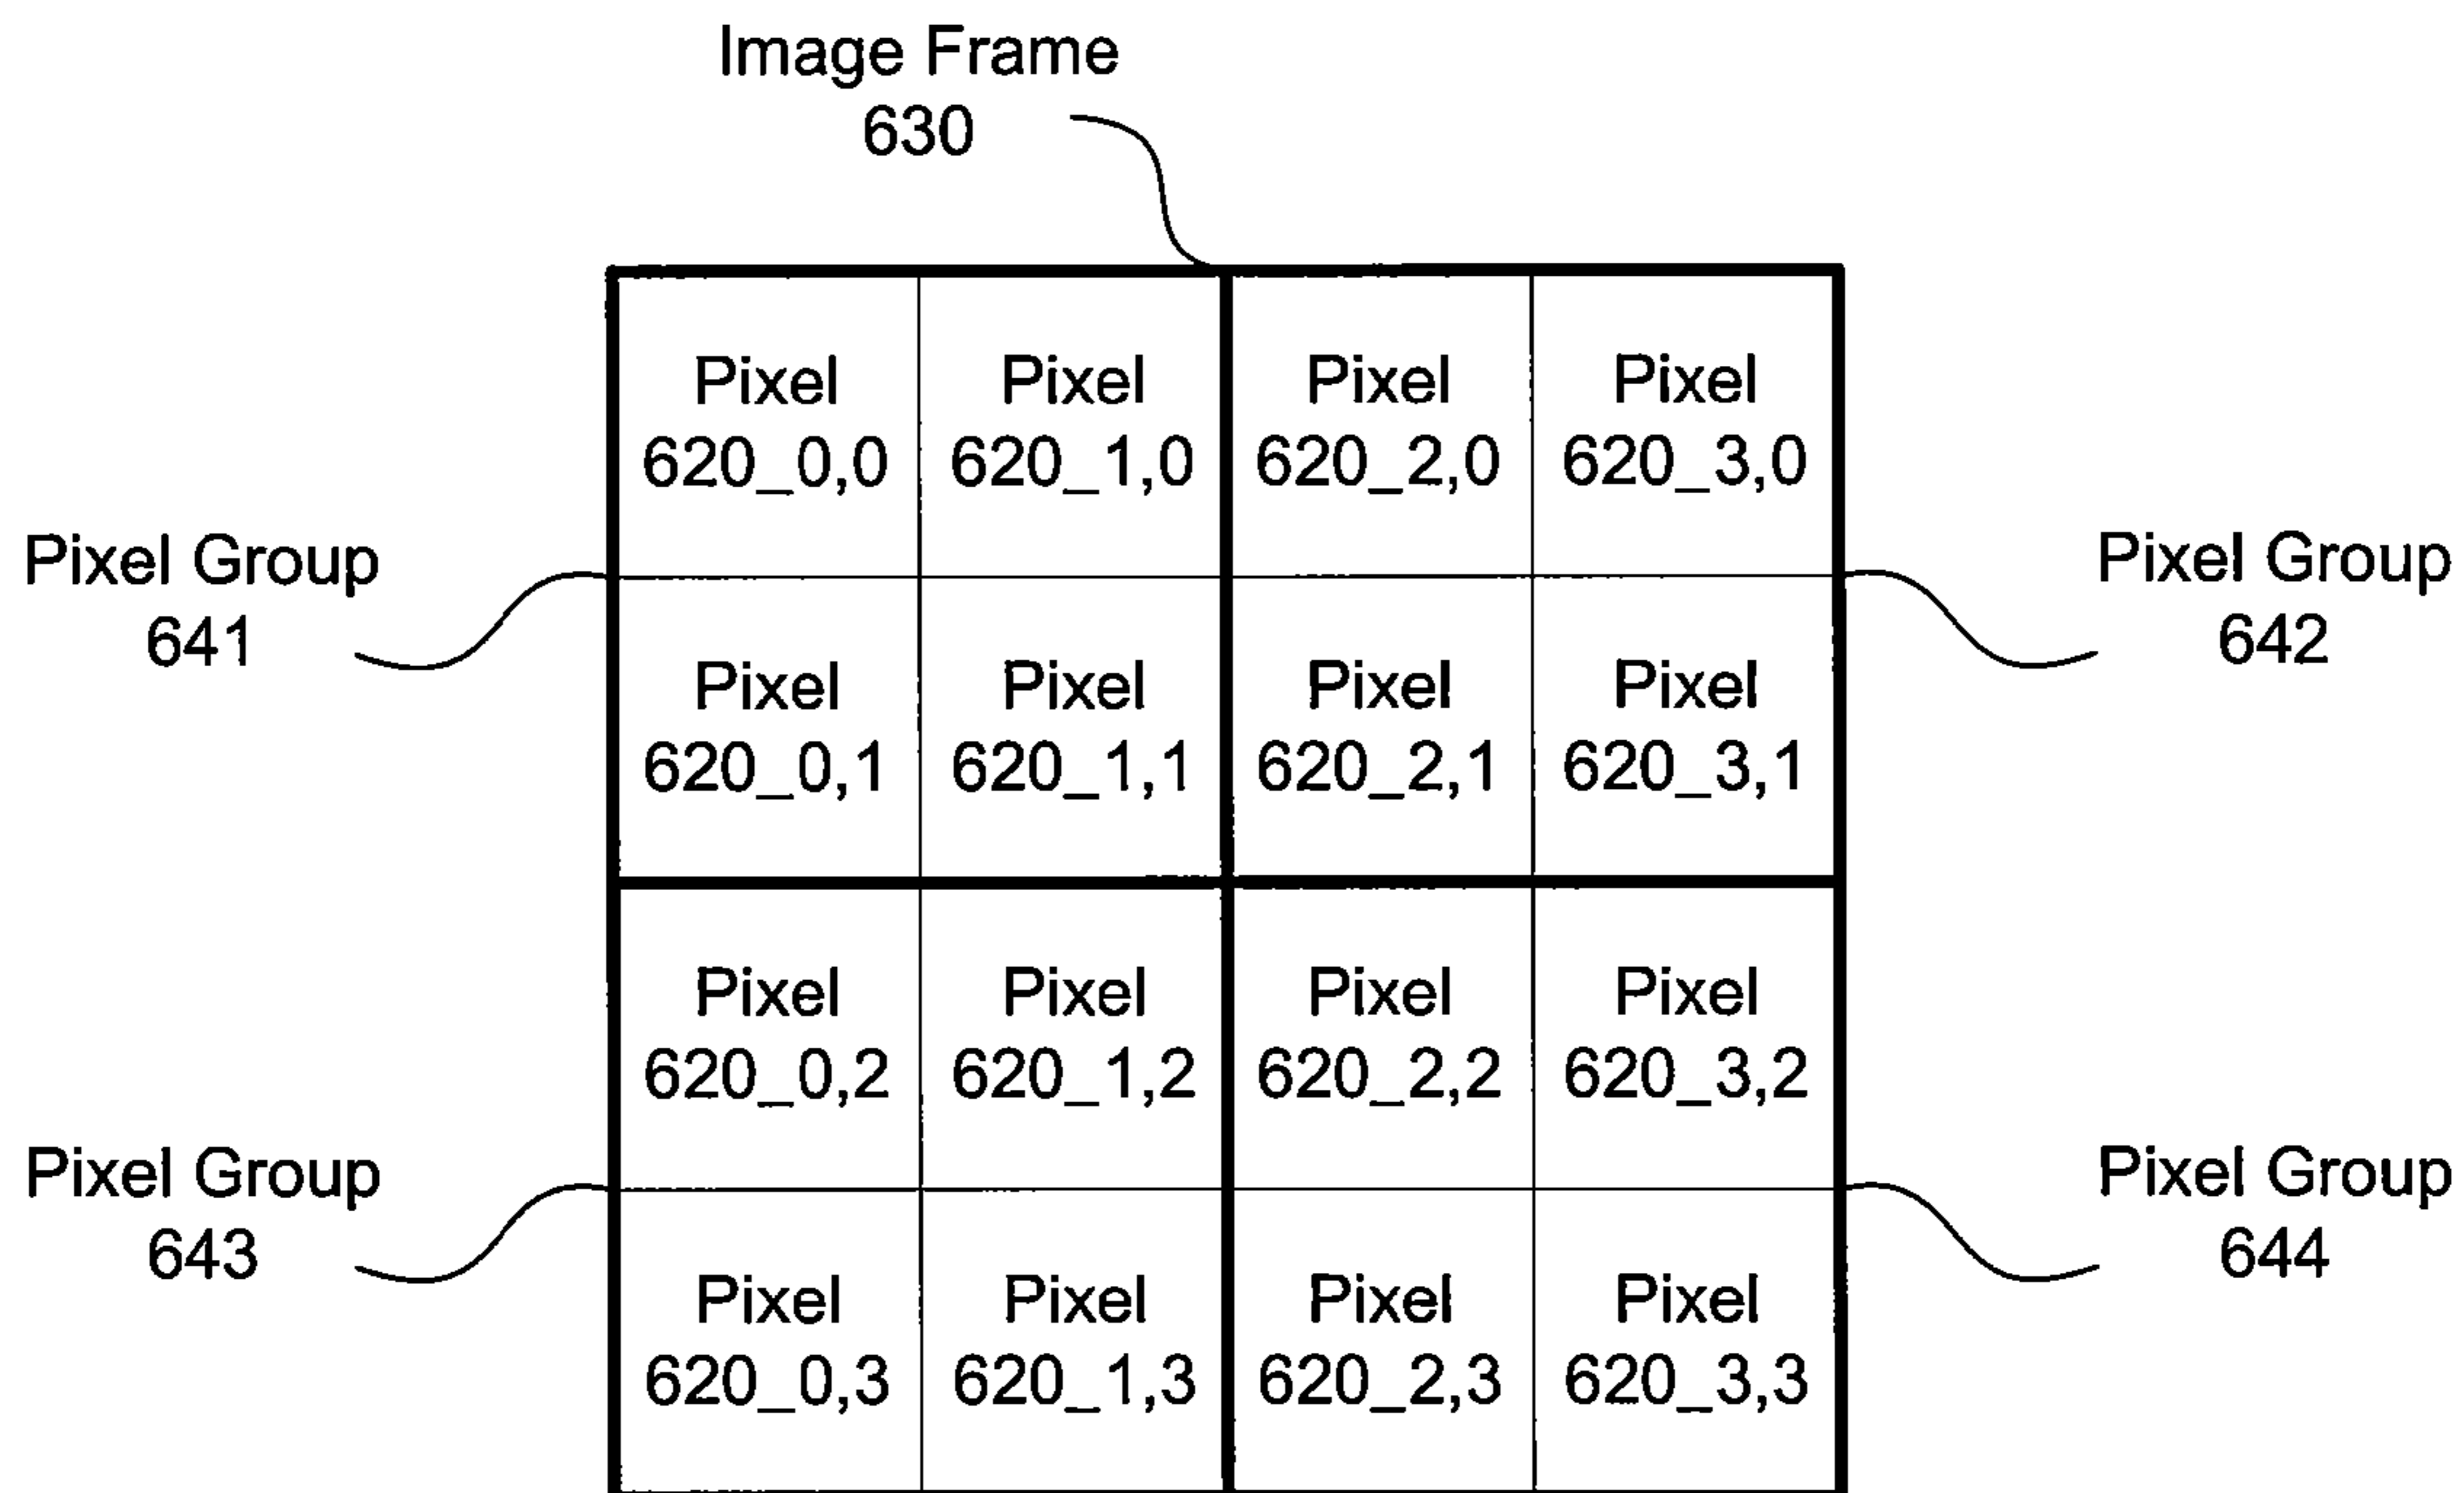 Image Frame
630
Pixel Pixel Pixel Pixel
620_0,0 620_1,0 620_2,0 620_3,0
Pixel Group
641
Pixel Group
642
Pixel Pixel Pixel Pixel
620_0,1 620_1,1 620_2,1 620_3,1
Pixel Pixel Pixel Pixel
620_0,2 620_1,2 620_2,2 620_3,2
Pixel Group
643
Pixel Group
644
Pixel Pixel Pixel Pixel
620_0,3 620_1,3 620_2,3 620_3,3